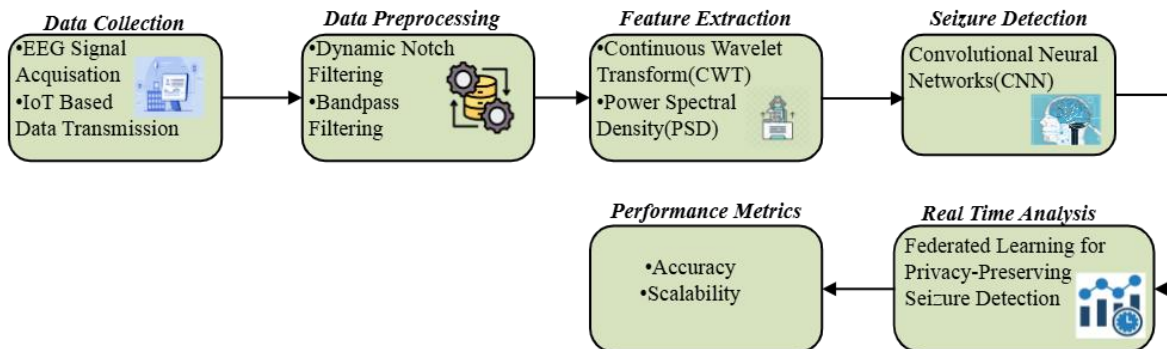 Data Collection
•EEG Signal
Acquisation
•IoT Based
Data Transmission
Data Preprocessing
•Dynamic Notch
Filtering
•Bandpass
Filtering
Feature Extraction
•Continuous Wavelet
Transform(CWT)
•Power Spectral
Density(PSD)
Seizure Detection
Convolutional Neural
Networks(CNN)
Performance Metrics
•Accuracy
•Scalability
Real Time Analysis
Federated Learning for
Privacy-Preserving
Seizure Detection